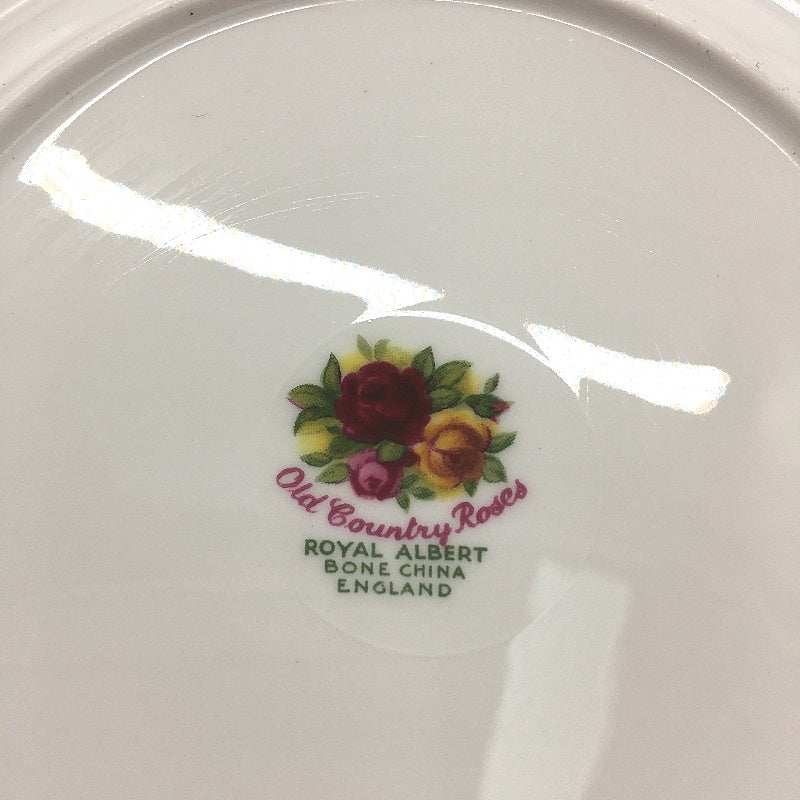 Old Country Roses
ROYAL ALBERT
BONE CHINA
ENGLAND